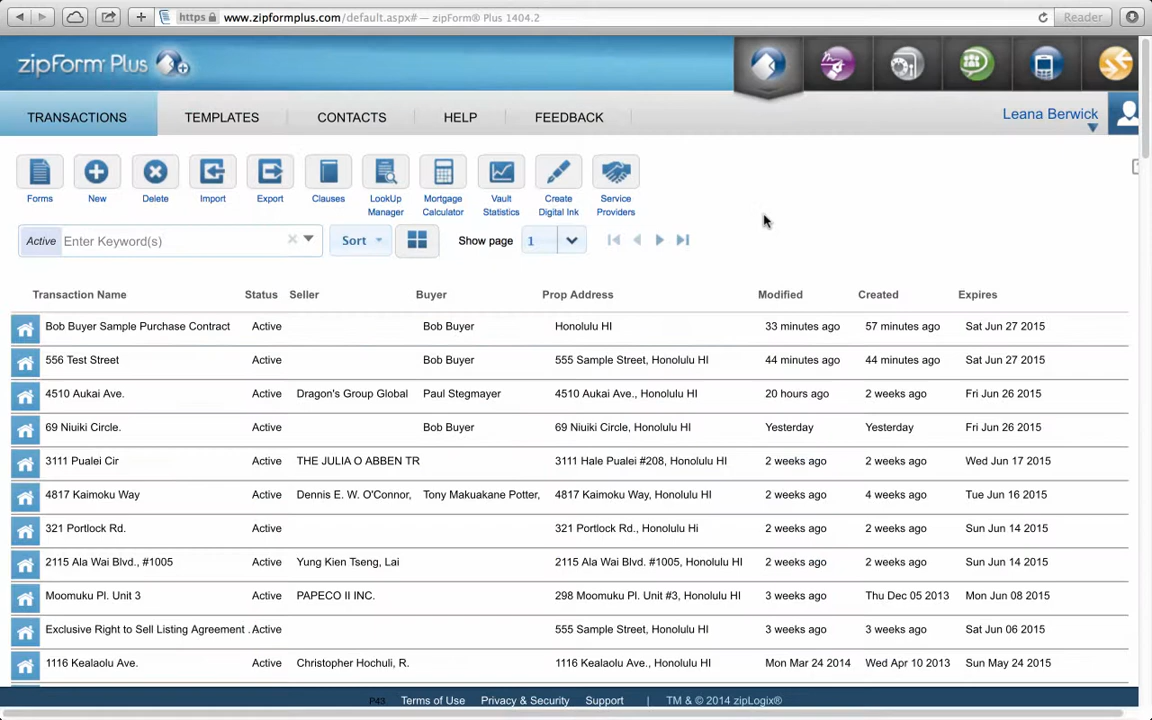 https www.zipformplus.com/default.aspx# — zipForm® Plus 1404.2 Reader
zipForm® Plus
TRANSACTIONS TEMPLATES CONTACTS HELP FEEDBACK Leana Berwick
Forms New Delete Import Export Clauses LookUp Manager Mortgage Calculator Vault Statistics Create Digital Ink Service Providers
Active Enter Keyword(s) Sort Show page 1
Transaction Name Status Seller Buyer Prop Address Modified Created Expires
Bob Buyer Sample Purchase Contract Active Bob Buyer Honolulu HI 33 minutes ago 57 minutes ago Sat Jun 27 2015
556 Test Street Active Bob Buyer 555 Sample Street, Honolulu HI 44 minutes ago 44 minutes ago Sat Jun 27 2015
4510 Aukai Ave. Active Dragon's Group Global Paul Stegmayer 4510 Aukai Ave., Honolulu HI 20 hours ago 2 weeks ago Fri Jun 26 2015
69 Niuiki Circle. Active Bob Buyer 69 Niuiki Circle, Honolulu HI Yesterday Yesterday Fri Jun 26 2015
3111 Pualei Cir Active THE JULIA O ABBEN TR 3111 Hale Pualei #208, Honolulu HI 2 weeks ago 2 weeks ago Wed Jun 17 2015
4817 Kaimoku Way Active Dennis E. W. O'Connor, Tony Makuakane Potter, 4817 Kaimoku Way, Honolulu HI 2 weeks ago 4 weeks ago Tue Jun 16 2015
321 Portlock Rd. Active 321 Portlock Rd., Honolulu Hi 2 weeks ago 2 weeks ago Sun Jun 14 2015
2115 Ala Wai Blvd., #1005 Active Yung Kien Tseng, Lai 2115 Ala Wai Blvd. #1005, Honolulu HI 2 weeks ago 2 weeks ago Sun Jun 14 2015
Moomuku Pl. Unit 3 Active PAPECO II INC. 298 Moomuku Pl. Unit #3, Honolulu HI 3 weeks ago Thu Dec 05 2013 Mon Jun 08 2015
Exclusive Right to Sell Listing Agreement . Active 555 Sample Street, Honolulu HI 3 weeks ago 3 weeks ago Sat Jun 06 2015
1116 Kealaolu Ave. Active Christopher Hochuli, R. 1116 Kealaolu Ave., Honolulu HI Mon Mar 24 2014 Wed Apr 10 2013 Sun May 24 2015
P43 Terms of Use Privacy & Security Support | TM & © 2014 zipLogix®